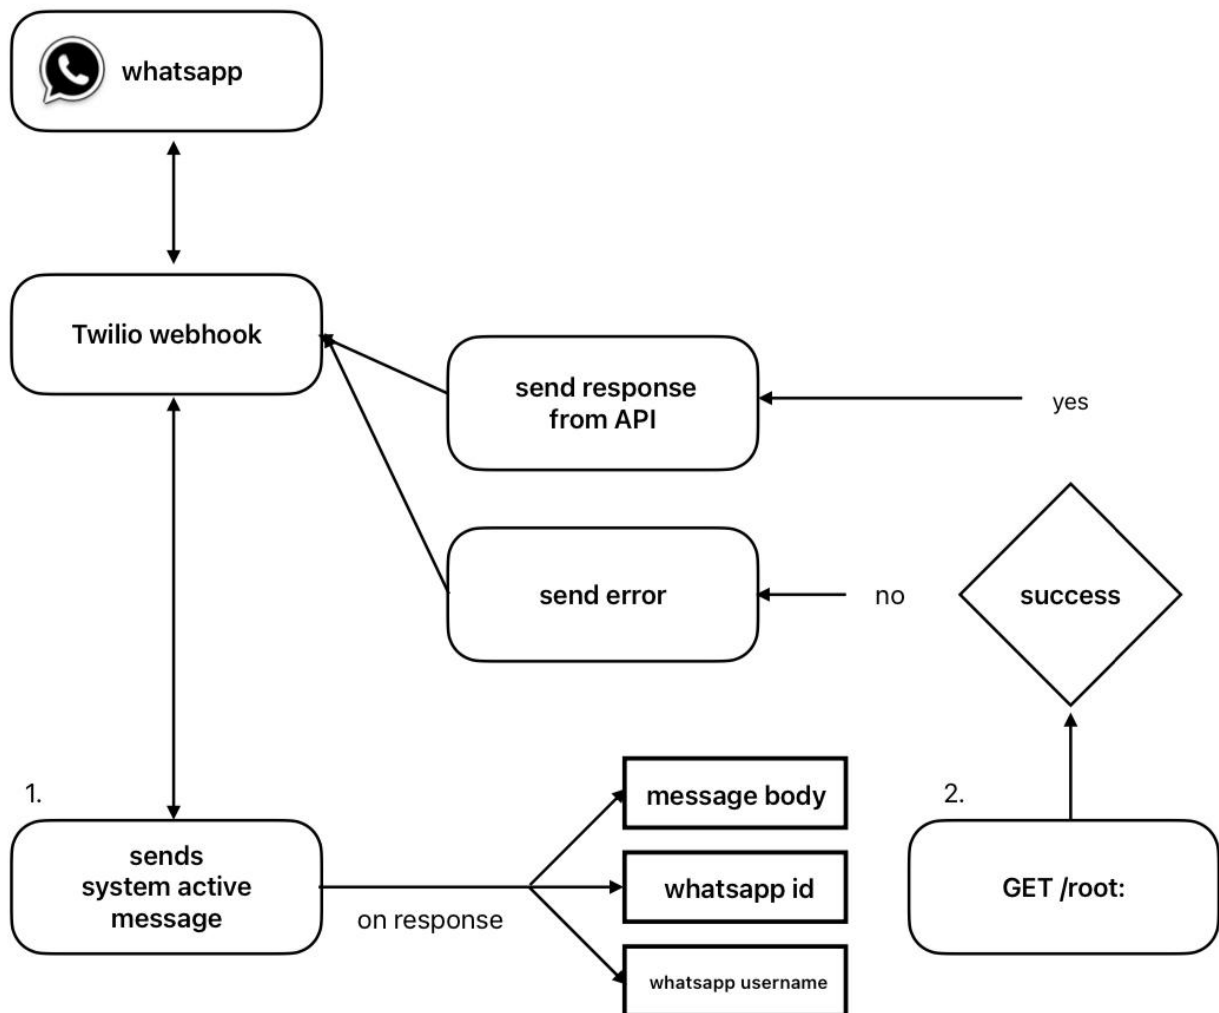 whatsapp
Twilio webhook
send response
from API
yes
send error
no
success
1.
sends
system active
message
on response
message body
whatsapp id
whatsapp username
2.
GET /root: